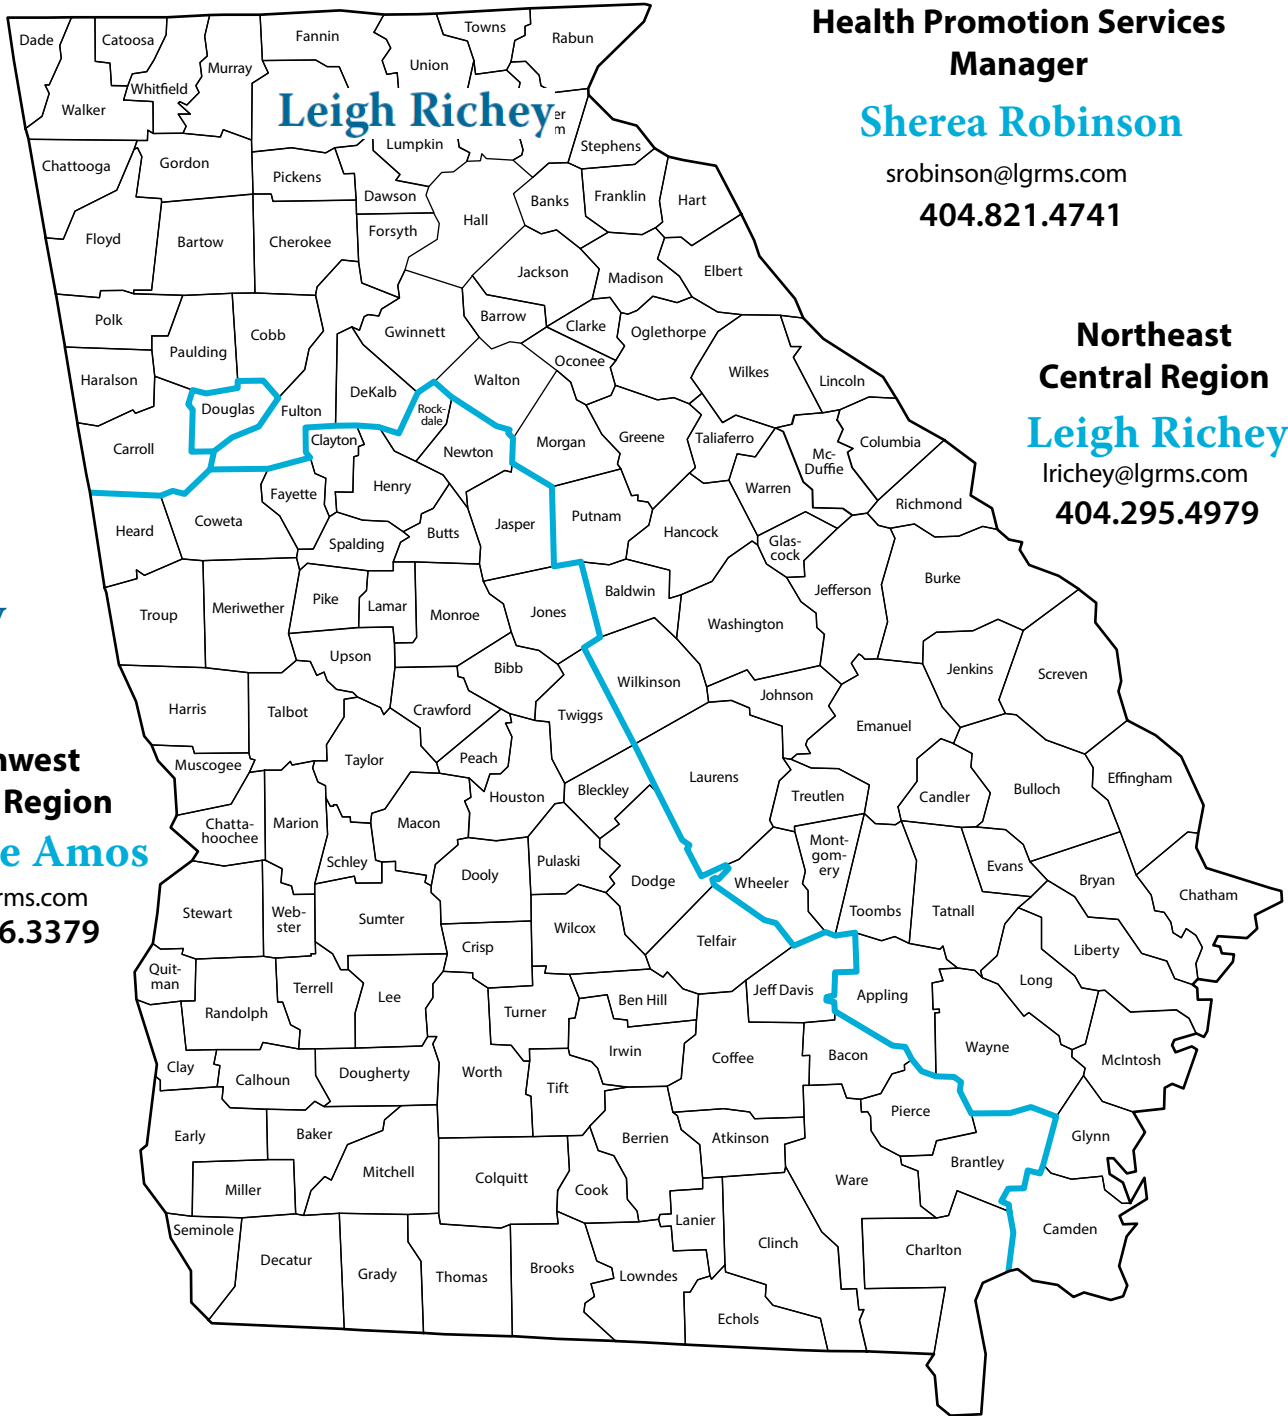 Health Promotion Services
Manager
Sherea Robinson
srobinson@lgrms.com
404.821.4741
Northeast
Central Region
Leigh Richey
lrichey@lgrms.com
404.295.4979
Leigh Richey
y
nwest
Region
e Amos
rms.com
6.3379
Dade
Catoosa
Whitfield
Walker
Murray
Fannin
Union
Towns
Rabun
er
m
Lumpkin
Stephens
Chattooga
Gordon
Pickens
Dawson
Hall
Banks
Franklin
Hart
Floyd
Bartow
Cherokee
Forsyth
Jackson
Madison
Elbert
Polk
Paulding
Cobb
Gwinnett
Barrow
Clarke
Oconee
Oglethorpe
Wilkes
Lincoln
Haralson
Douglas
Fulton
DeKalb
Rock-
dale
Walton
Carroll
Clayton
Newton
Morgan
Greene
Taliaferro
Mc-
Duffie
Columbia
Fayette
Henry
Warren
Richmond
Heard
Coweta
Spalding
Butts
Jasper
Putnam
Hancock
Glas-
cock
Jefferson
Burke
Troup
Meriwether
Pike
Lamar
Monroe
Jones
Baldwin
Washington
Jenkins
Screven
Upson
Bibb
Wilkinson
Johnson
Harris
Talbot
Crawford
Twiggs
Emanuel
Muscogee
Taylor
Peach
Houston
Bleckley
Laurens
Treutlen
Candler
Bulloch
Effingham
Chatta-
hoochee
Marion
Macon
Schley
Dooly
Pulaski
Dodge
Wheeler
Mont-
gom-
ery
Evans
Bryan
Chatham
Stewart
Web-
ster
Sumter
Crisp
Wilcox
Telfair
Toombs
Tatnall
Liberty
Long
Quit-
man
Randolph
Terrell
Lee
Turner
Ben Hill
Jeff Davis
Appling
Irwin
Coffee
Bacon
Wayne
McIntosh
Clay
Calhoun
Dougherty
Worth
Tift
Early
Baker
Mitchell
Berrien
Atkinson
Pierce
Glynn
Miller
Colquitt
Cook
Ware
Brantley
Seminole
Decatur
Grady
Thomas
Brooks
Lowndes
Lanier
Clinch
Charlton
Camden
Echols